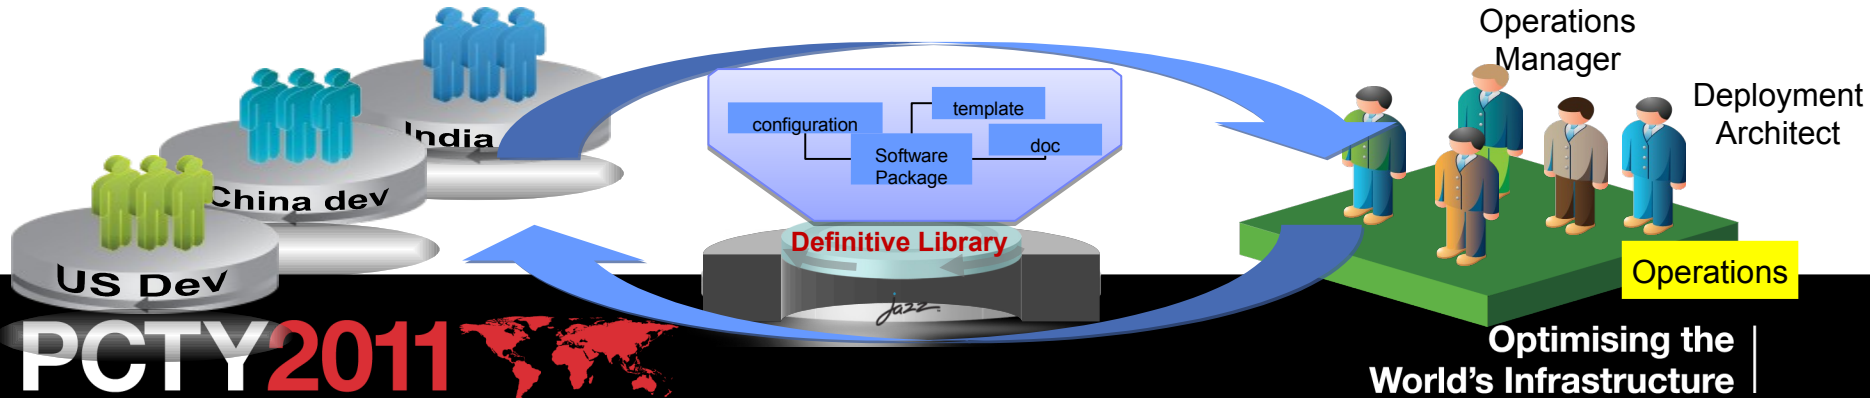 Operations
Manager
Deployment
Architect
India
China dev
US Dev
configuration
template
doc
Software
Package
Definitive Library
jazz
Operations
PCTY2011
Optimising the
World's Infrastructure